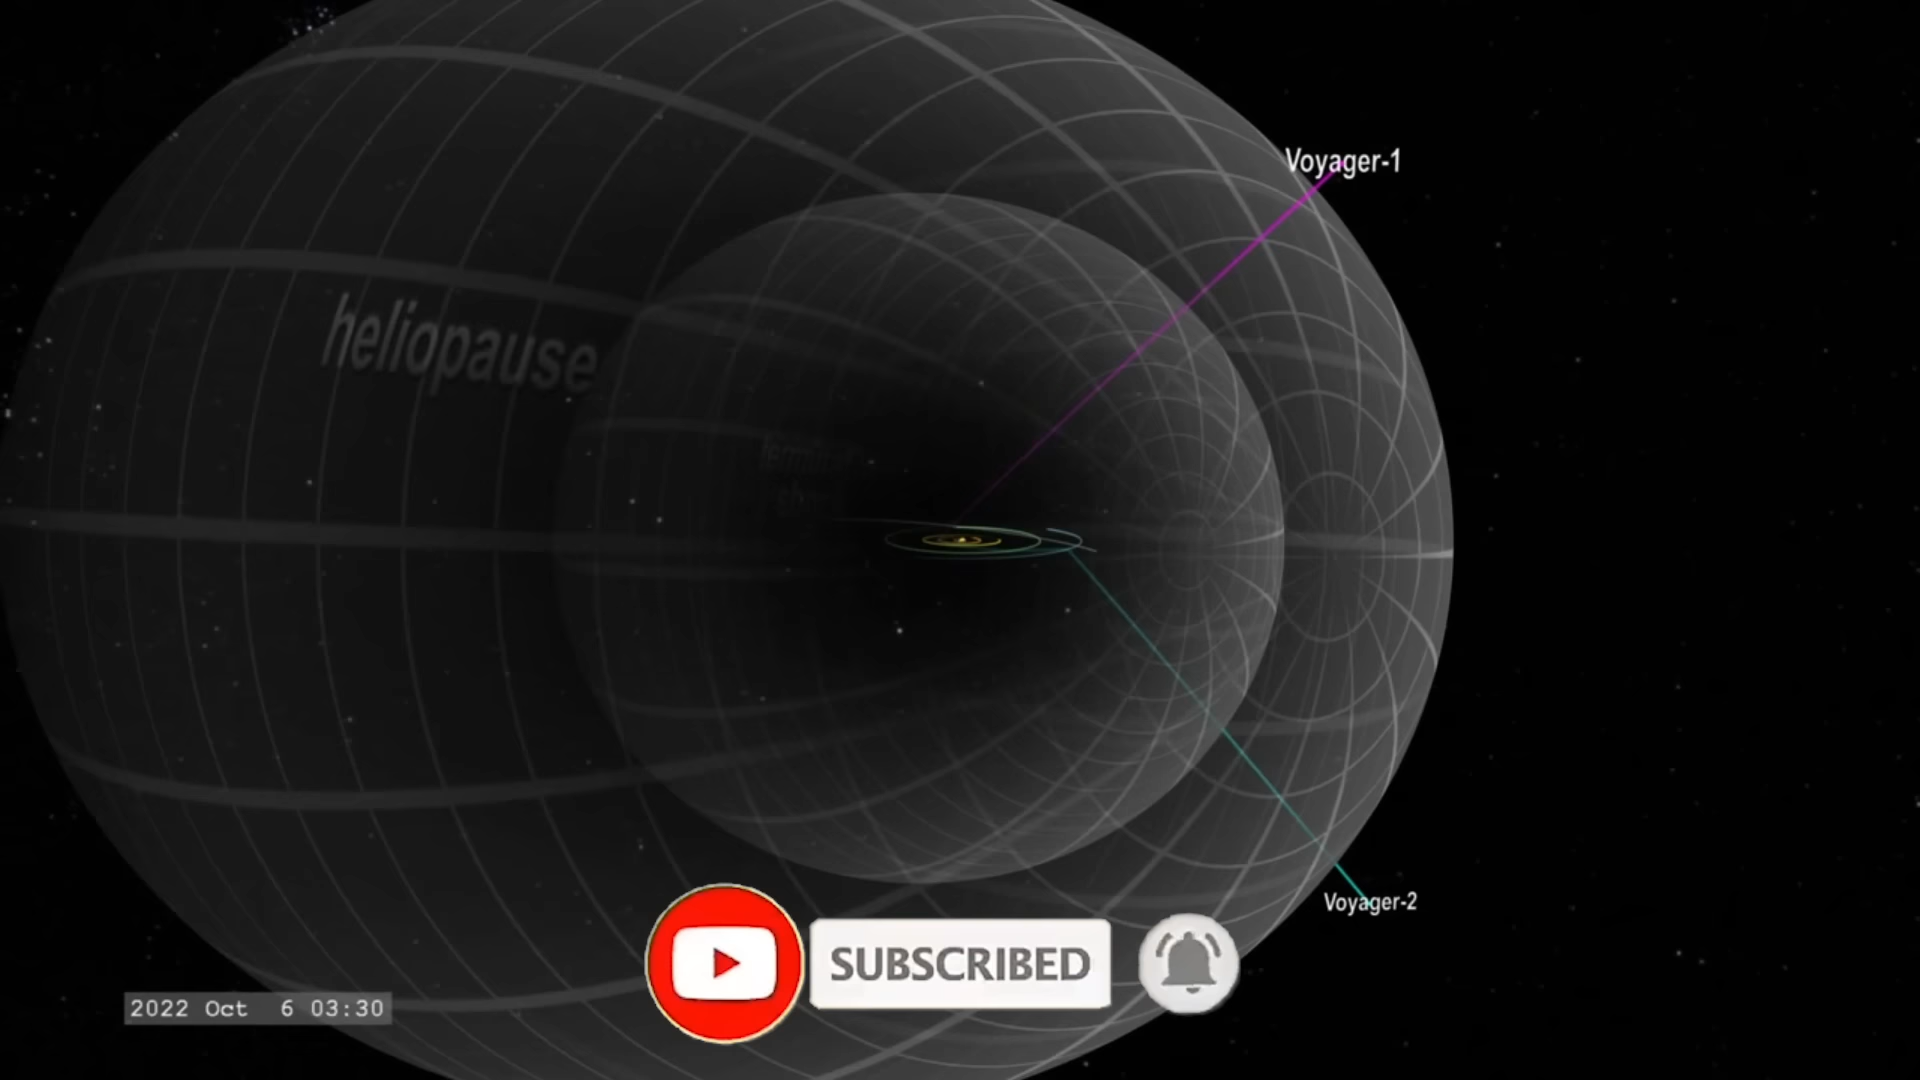 Voyager-1
heliopause
Voyager-2
SUBSCRIBED
2022 Oct  6 03:30